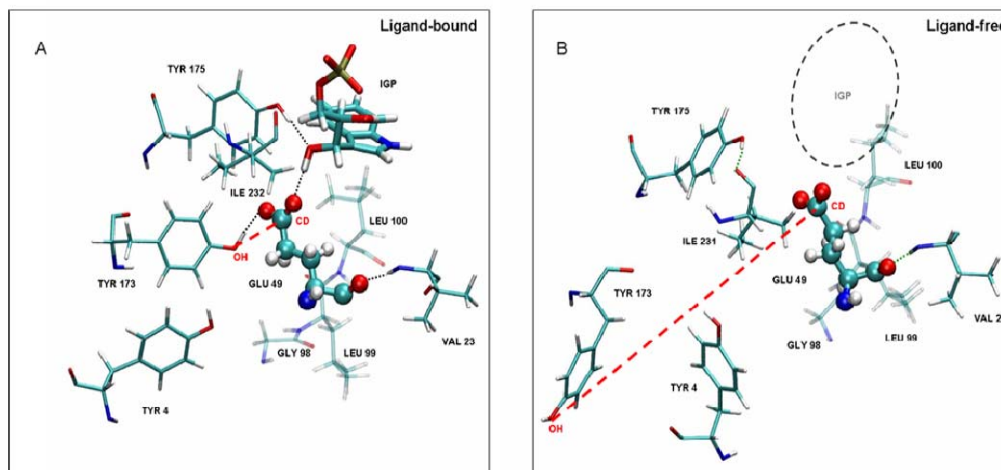 Ligand-bound
A
TYR 175
IGP
ILE 232
CD
LEU 100
OH
TYR 173
GLU 49
VAL 23
GLY 98
LEU 99
TYR 4
Ligand-free
B
IGP
TYR 175
LEU 100
CD
ILE 231
GLU 49
TYR 173
VAL 2
GLY 98
LEU 99
TYR 4
OH